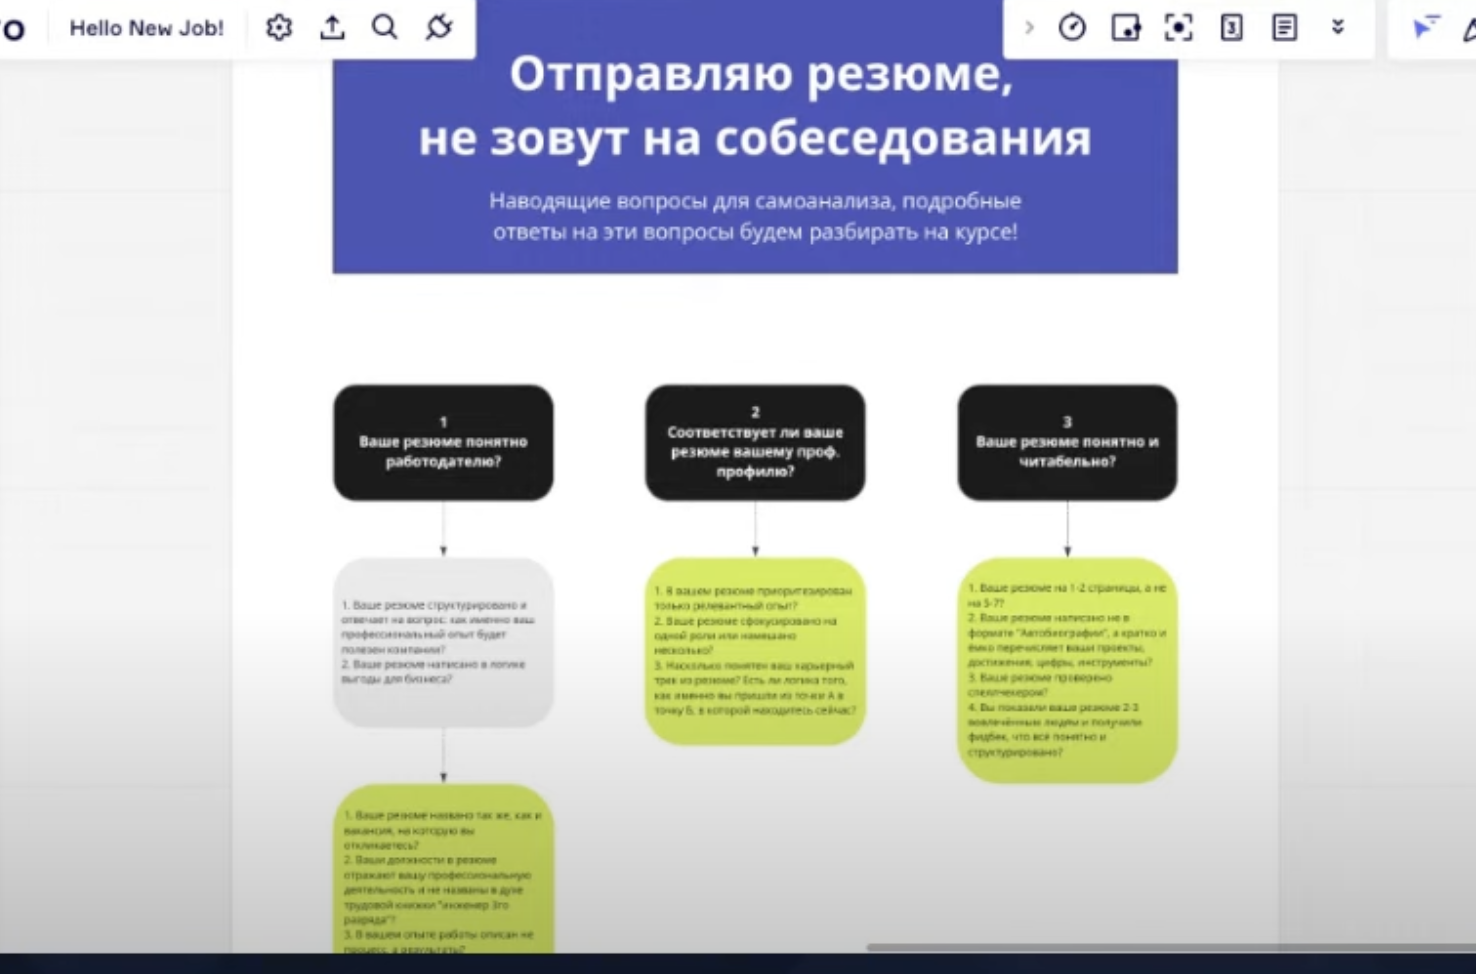 Hello New Job!
Отправляю резюме,
не зовут на собеседования
Наводящие вопросы для самоанализа, подробные
ответы на эти вопросы будем разбирать на курсе!
1
Ваше резюме понятно
работодателю?
1. Ваше резюме структурировано и
отвечает на вопрос: как именно ваш
профессиональный опыт будет
полезен компании?
2. Ваше резюме написано в логике
выгоды для бизнеса?
1. Ваше резюме названо так же, как и
вакансия, на которую вы
откликаетесь?
2. Ваши должности в резюме
отражают вашу профессиональную
деятельность и не названы в духе
трудовой книжки "инженер 3го
разряда"?
3. В вашем опыте работы описан не
процесс, а результаты?
2
Соответствует ли ваше
резюме вашему проф.
профилю?
1. В вашем резюме приоритезирован
только релевантный опыт?
2. Ваше резюме сфокусировано на
одной роли или намешано
несколько?
3. Насколько понятен ваш карьерный
трек из резюме? Есть ли логика того,
как именно вы пришли из точки А в
точку Б, в которой находитесь сейчас?
3
Ваше резюме понятно и
читабельно?
1. Ваше резюме на 1-2 страницы, а не
на 5-7?
2. Ваше резюме написано не в
формате "Автобиографии", а кратко и
ёмко перечисляет ваши проекты,
достижения, цифры, инструменты?
3. Ваше резюме проверено
спеллчекером?
4. Вы показали ваше резюме 2-3
вовлечённым людям и получили
фидбек, что всё понятно и
структурировано?